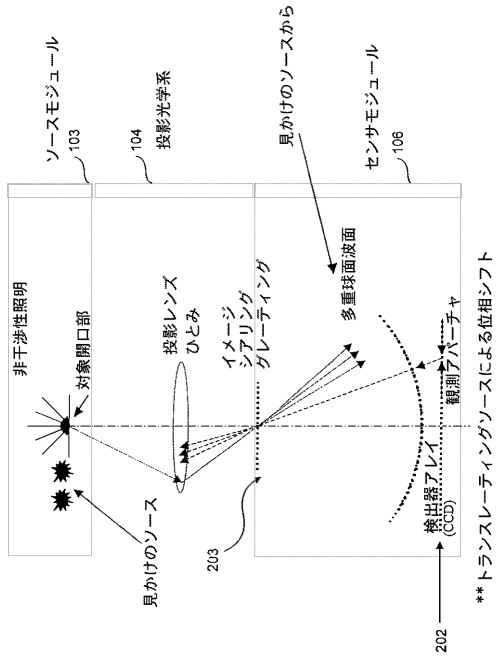 ソースモジュール
103
104
投影光学系
見かけのソースから
センサモジュール
106
非干渉性照明
対象開口部
投影レンズ
ひとみ
イメージ
シアリング
グレーティング
多重球面波面
見かけのソース
203
観測アパーチャ
検出器アレイ
(CCD)
202
**トランスレーティングソースによる位相シフト